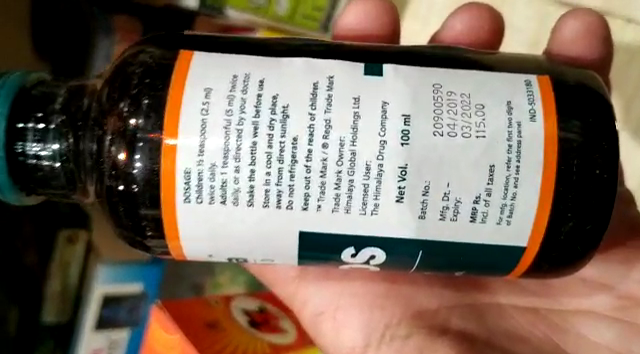 DOSAGE:
Children: ½ teaspoon (2.5 ml)
twice daily.
Adults: 1 teaspoonful (5 ml) twice
daily, or as directed by your doctor.
Shake the bottle well before use.
Store in a cool and dry place,
away from direct sunlight.
Do not refrigerate.
Keep out of the reach of children.
™ Trade Mark / ® Regd. Trade Mark
Trade Mark Owner:
Himalaya Global Holdings Ltd.
Licensed User:
The Himalaya Drug Company
Net Vol. 100 ml
Batch No.: 20900590
Mfg. Dt.: – 04/2019
Expiry: 03/2022
MRP Rs. 115.00
Incl. of all taxes
For mfg. location, refer the first two digits
of Batch No. and see address panel
IND-5033180